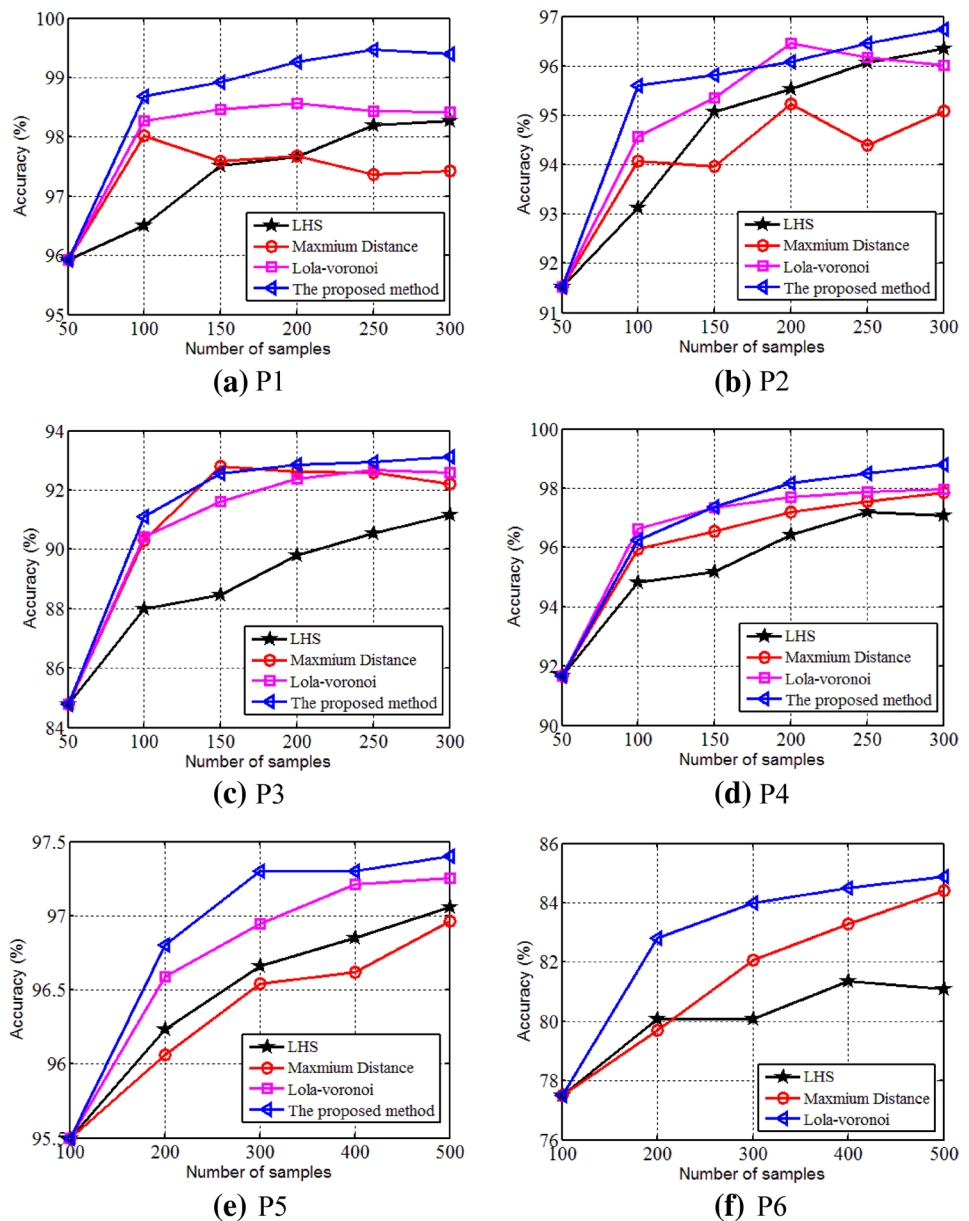 100
99
98
97
96
95
50 100 150 200 250 300
Accuracy (%)
Number of samples
LHS
Maxmium Distance
Lola-voronoi
The proposed method
(a) P1
97
96
95
94
93
92
91
50 100 150 200 250 300
Accuracy (%)
Number of samples
LHS
Maxmium Distance
Lola-voronoi
The proposed method
(b) P2
94
92
90
88
86
84
50 100 150 200 250 300
Accuracy (%)
Number of samples
LHS
Maxmium Distance
Lola-voronoi
The proposed method
(c) P3
100
98
96
94
92
90
50 100 150 200 250 300
Accuracy (%)
Number of samples
LHS
Maxmium Distance
Lola-voronoi
The proposed method
(d) P4
97.5
97
96.5
96
95.5
100 200 300 400 500
Accuracy (%)
Number of samples
LHS
Maxmium Distance
Lola-voronoi
The proposed method
(e) P5
86
84
82
80
78
76
100 200 300 400 500
Accuracy (%)
Number of samples
LHS
Maxmium Distance
Lola-voronoi
(f) P6